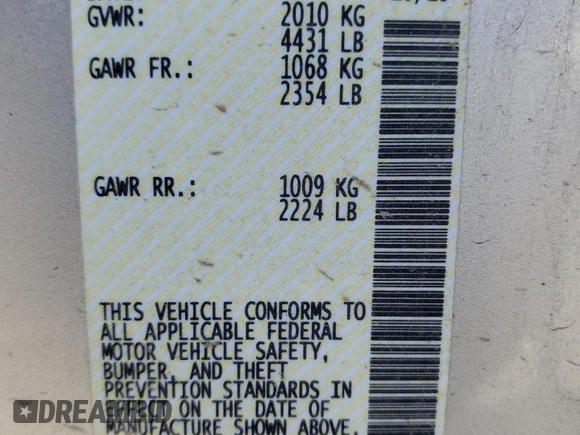 GVWR: 2010 KG
4431 LB
GAWR FR.: 1068 KG
2354 LB
GAWR RR.: 1009 KG
2224 LB
THIS VEHICLE CONFORMS TO
ALL APPLICABLE FEDERAL
MOTOR VEHICLE SAFETY,
BUMPER, AND THEFT
PREVENTION STANDARDS IN
ON THE DATE OF
MANUFACTURE SHOWN ABOVE.